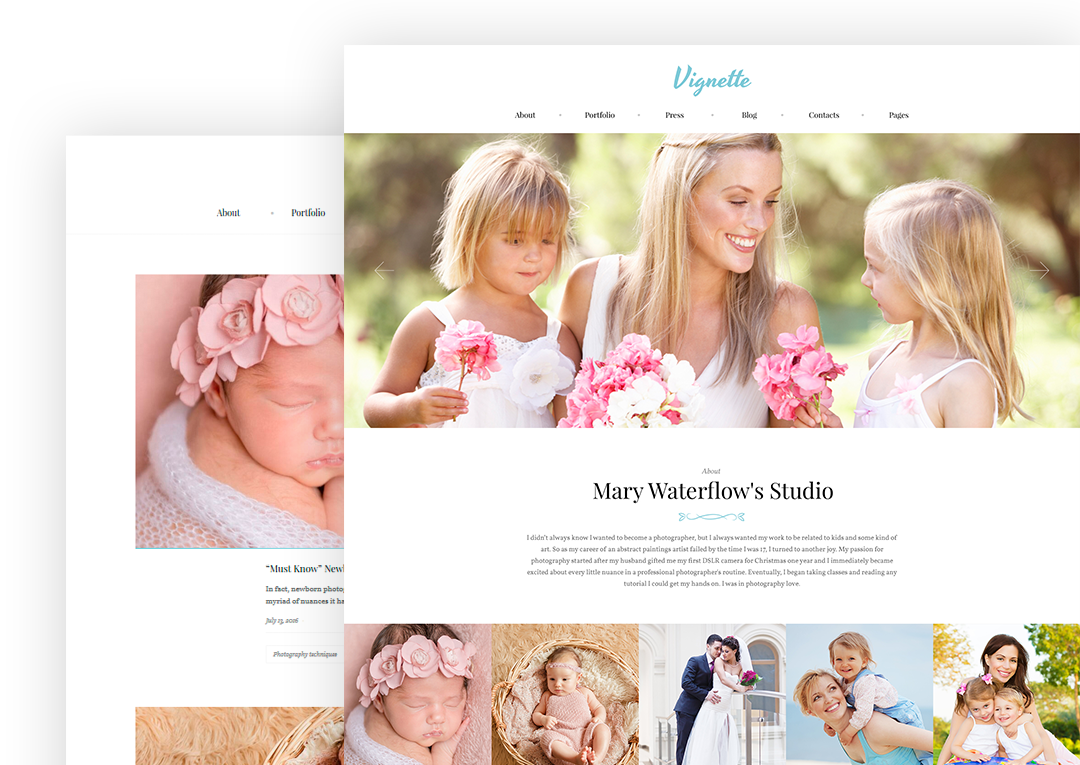 Vignette
About
Portfolio
Press
Blog
Contacts
Pages
About
Mary Waterflow's Studio
I didn't always know I wanted to become a photographer, but I always wanted my work to be related to kids and some kind of
art. So as my career of an abstract paintings artist failed by the time I was 17, I turned to another joy. My passion for
photography started after my husband gifted me my first DSLR camera for Christmas one year and I immediately became
excited about every little nuance in a professional photographer's routine. Eventually, I began taking classes and reading any
tutorial I could get my hands on. I was in photography love.
About
Portfolio
“Must Know”
In fact, newborn
myriad of nuances it
July 13, 2016
Photography techniques